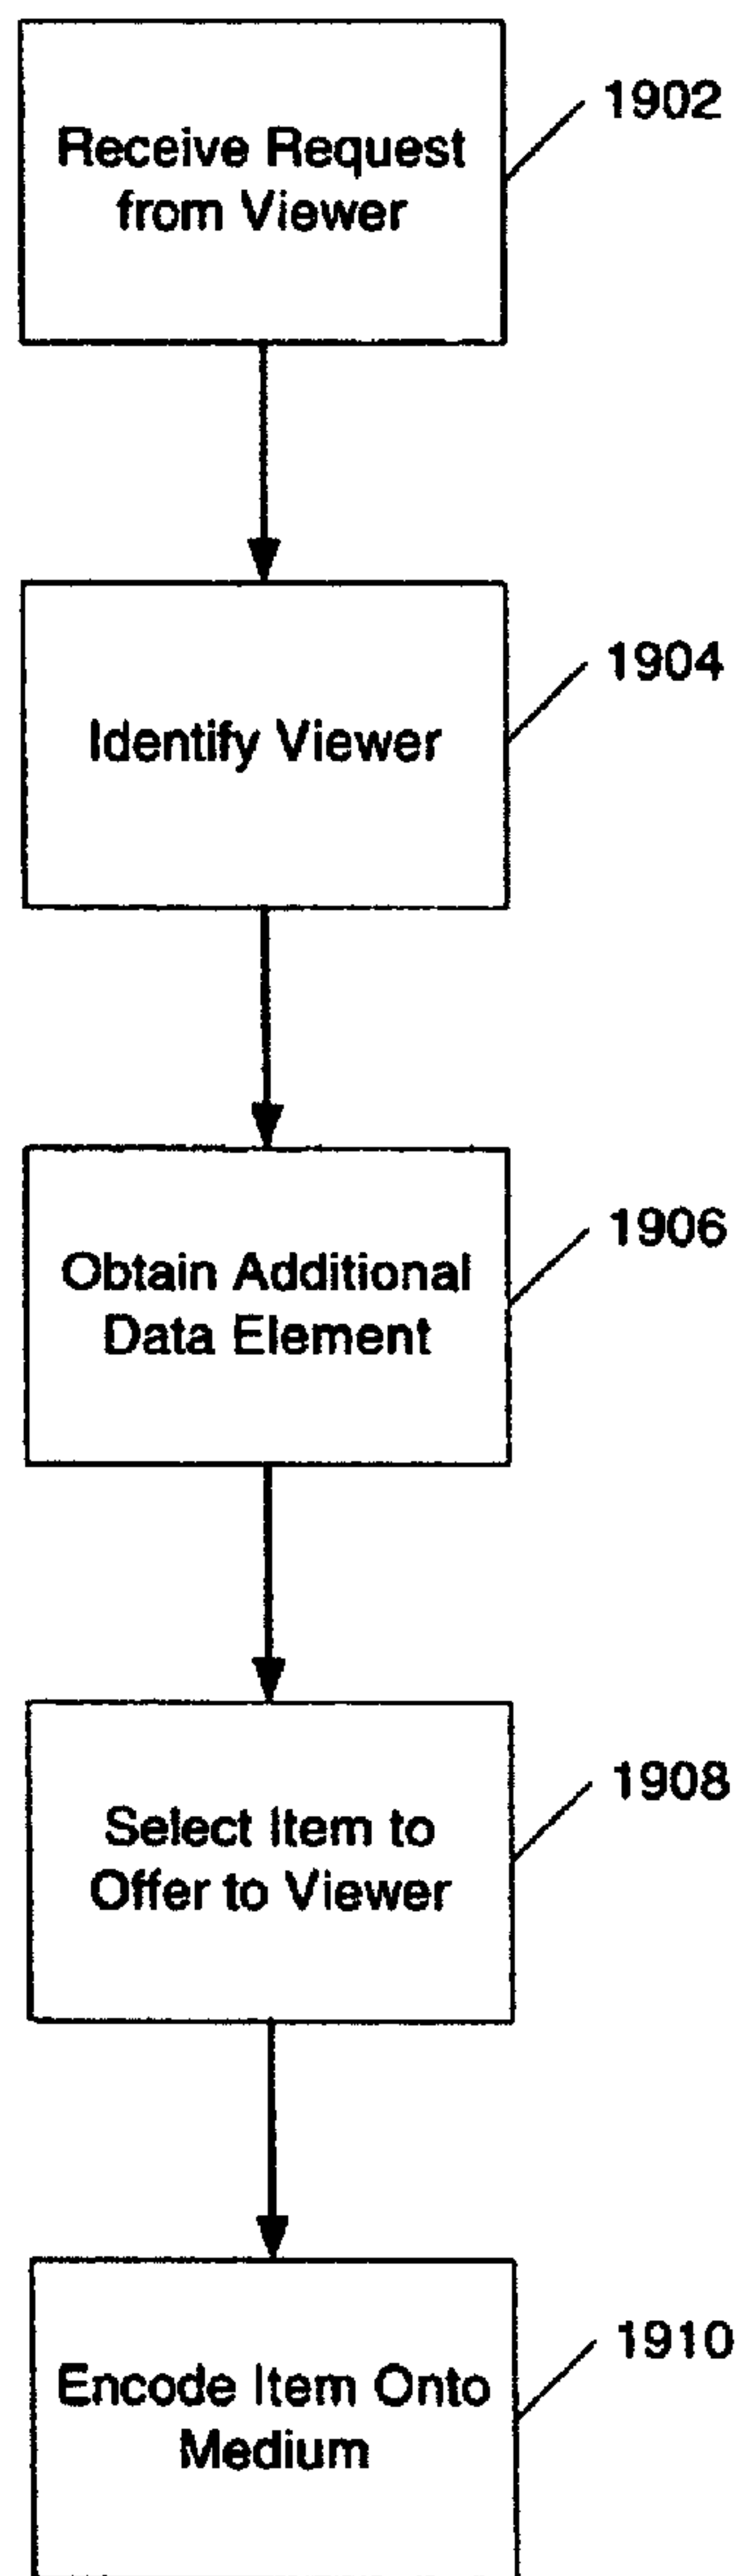 Receive Request
from Viewer
1902
Identify Viewer
1904
Obtain Additional
Data Element
1906
Select Item to
Offer to Viewer
1908
Encode Item Onto
Medium
1910